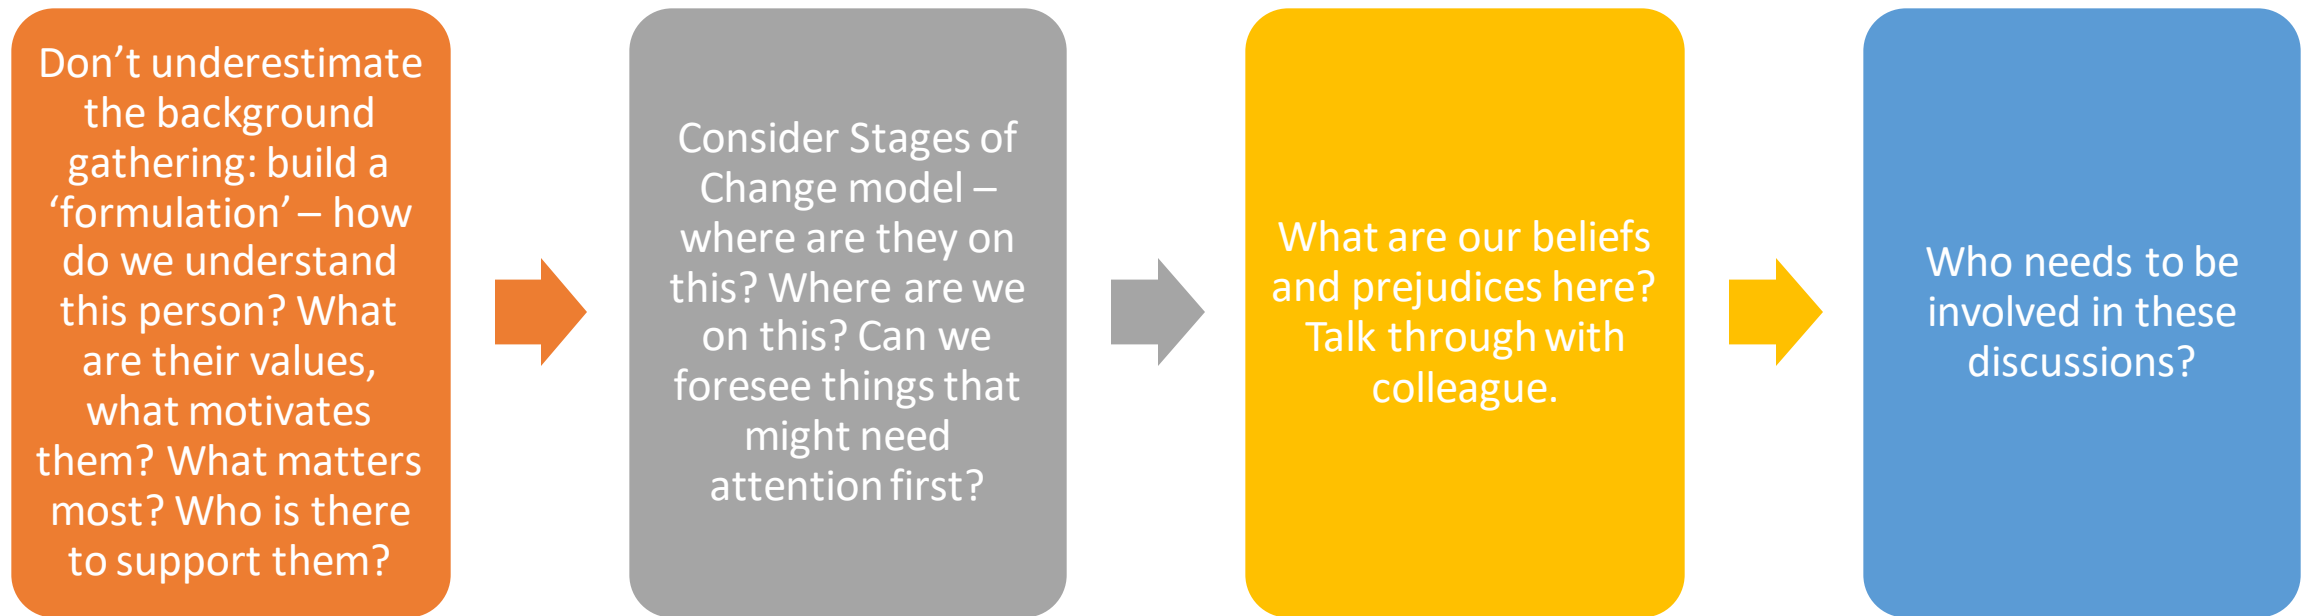 Don’t underestimate
the background
gathering: build a
‘formulation’ – how
do we understand
this person? What
are their values,
what motivates
them? What matters
most? Who is there
to support them?
Consider Stages of
Change model –
where are they on
this? Where are we
on this? Can we
foresee things that
might need
attention first?
What are our beliefs
and prejudices here?
Talk through with
colleague.
Who needs to be
involved in these
discussions?